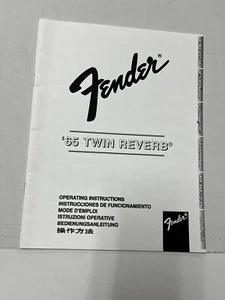 Fender®
'65 TWIN REVERB®
OPERATING INSTRUCTIONS
INSTRUCCIONES DE FUNCIONAMIENTO
MODE D'EMPLOI
ISTRUZIONI OPERATIVE
BEDIENUNGSANLEITUNG
操作方法
Fender